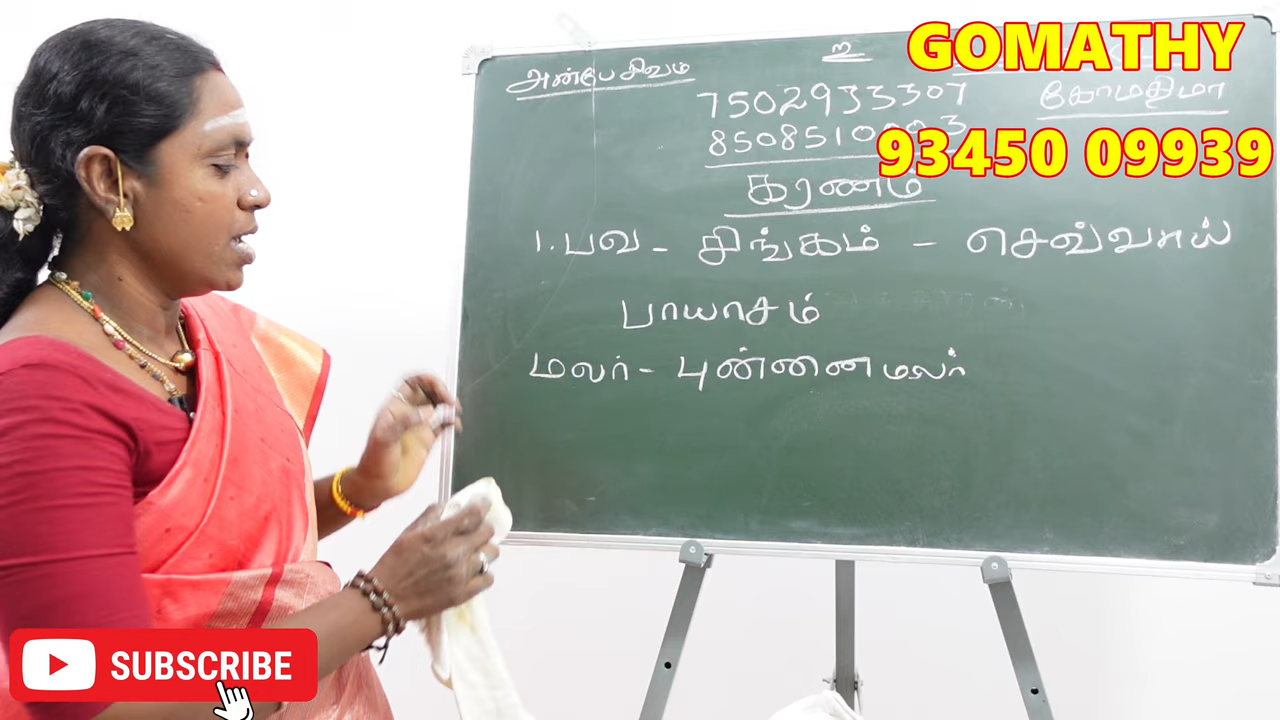 உ
GOMATHY
அன்பே சிவம்
7502933307 கோமதிமா
93450 09939
கரணம்
1. பவ - சிங்கம் - செவ்வாய்
பாயாசம்
மலர் - புன்னை மலர்
SUBSCRIBE